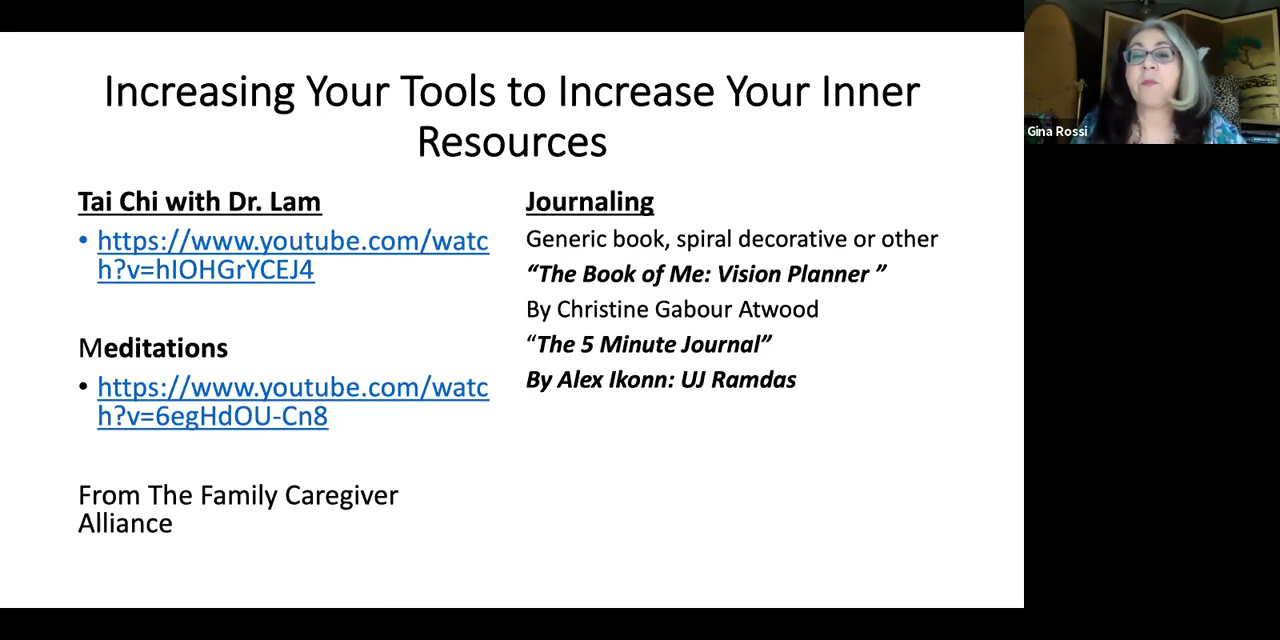 Increasing Your Tools to Increase Your Inner
Resources
Tai Chi with Dr. Lam
• https://www.youtube.com/watc
h?v=hIOHGrYCEJ4
Meditations
• https://www.youtube.com/watc
h?v=6egHdOU-Cn8
From The Family Caregiver
Alliance
Journaling
Generic book, spiral decorative or other
“The Book of Me: Vision Planner ”
By Christine Gabour Atwood
“The 5 Minute Journal”
By Alex Ikonn: UJ Ramdas
Gina Rossi